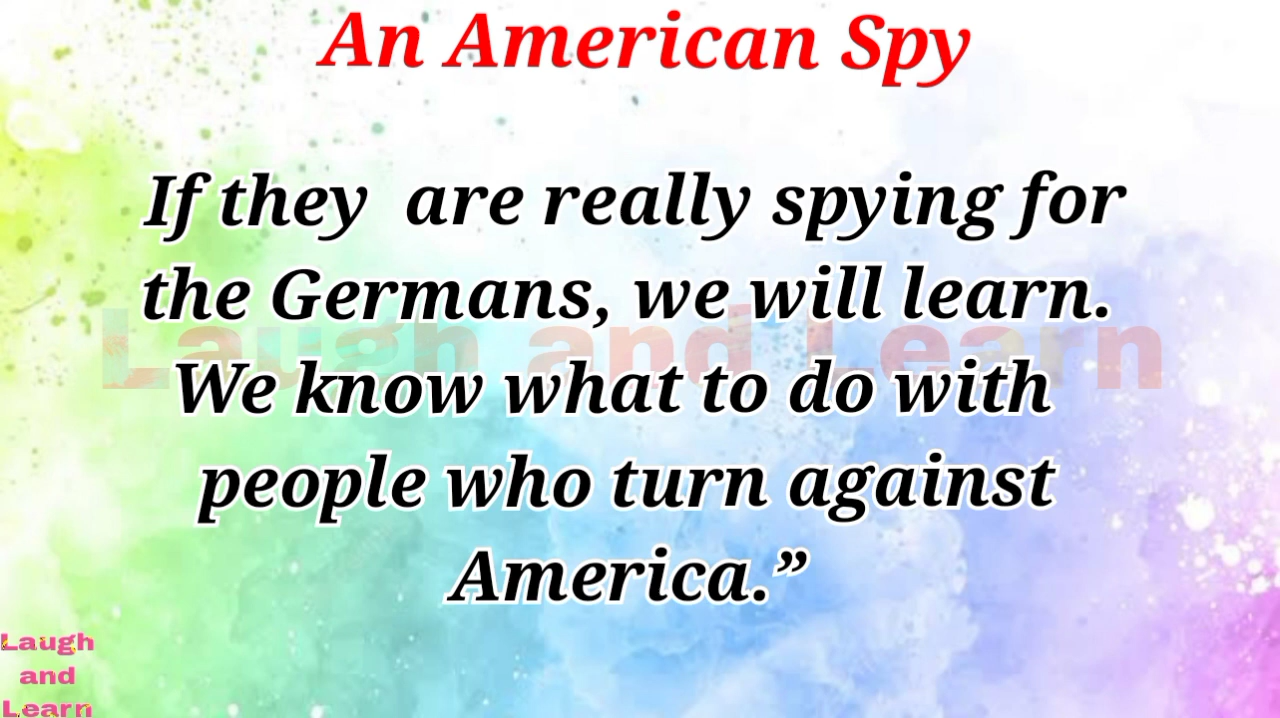 An American Spy
If they are really spying for
the Germans, we will learn.
Laugh and Learn
We know what to do with
people who turn against
America.”
Laugh
and
Learn